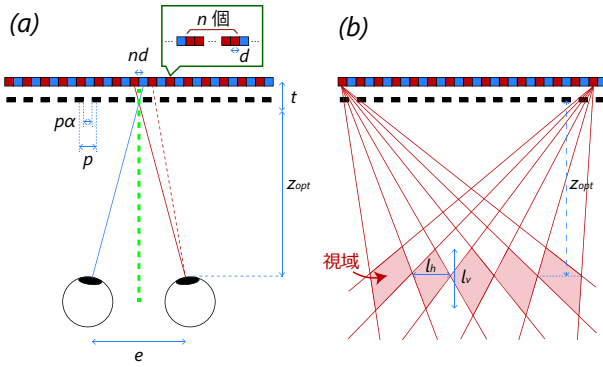 (a)
n 個
... ... ...
d
nd
t
pα
p
z_opt
e
(b)
z_opt
視域
l_h
l_v